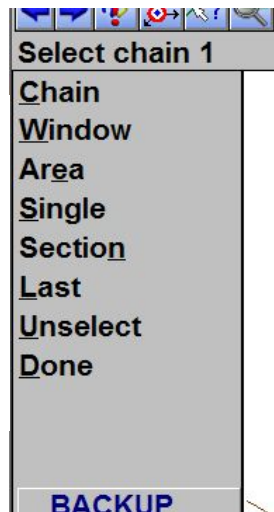 Select chain 1
Chain
Window
Area
Single
Section
Last
Unselect
Done
BACKUP